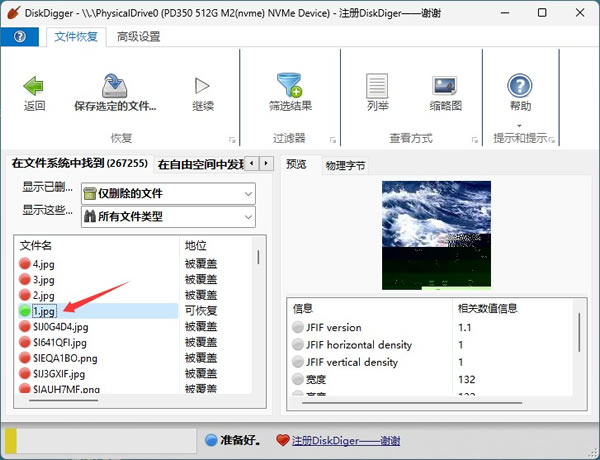 DiskDigger - \\.\PhysicalDrive0 (PD350 512G M2(nvme) NVMe Device) - 注册DiskDiger——谢谢
文件恢复 高级设置
返回 保存选定的文件... 继续 筛选结果 列举 缩略图 帮助
恢复 过滤器 查看方式 提示和提示
在文件系统中找到 (267255) 在自由空间中发现
预览 物理字节
显示已删... 仅删除的文件
显示这些... 所有文件类型
文件名 地位
4.jpg 被覆盖
3.jpg 被覆盖
2.jpg 被覆盖
1.jpg 可恢复
$IJ0G4D4.jpg 被覆盖
$I641QFI.jpg 被覆盖
$IEQA1BO.png 被覆盖
$IJ3GXIF.jpg 被覆盖
$IAUH7MF.png 被覆盖
信息 相关数值信息
JFIF version 1.1
JFIF horizontal density 1
JFIF vertical density 1
宽度 132
准备好。 注册DiskDiger——谢谢